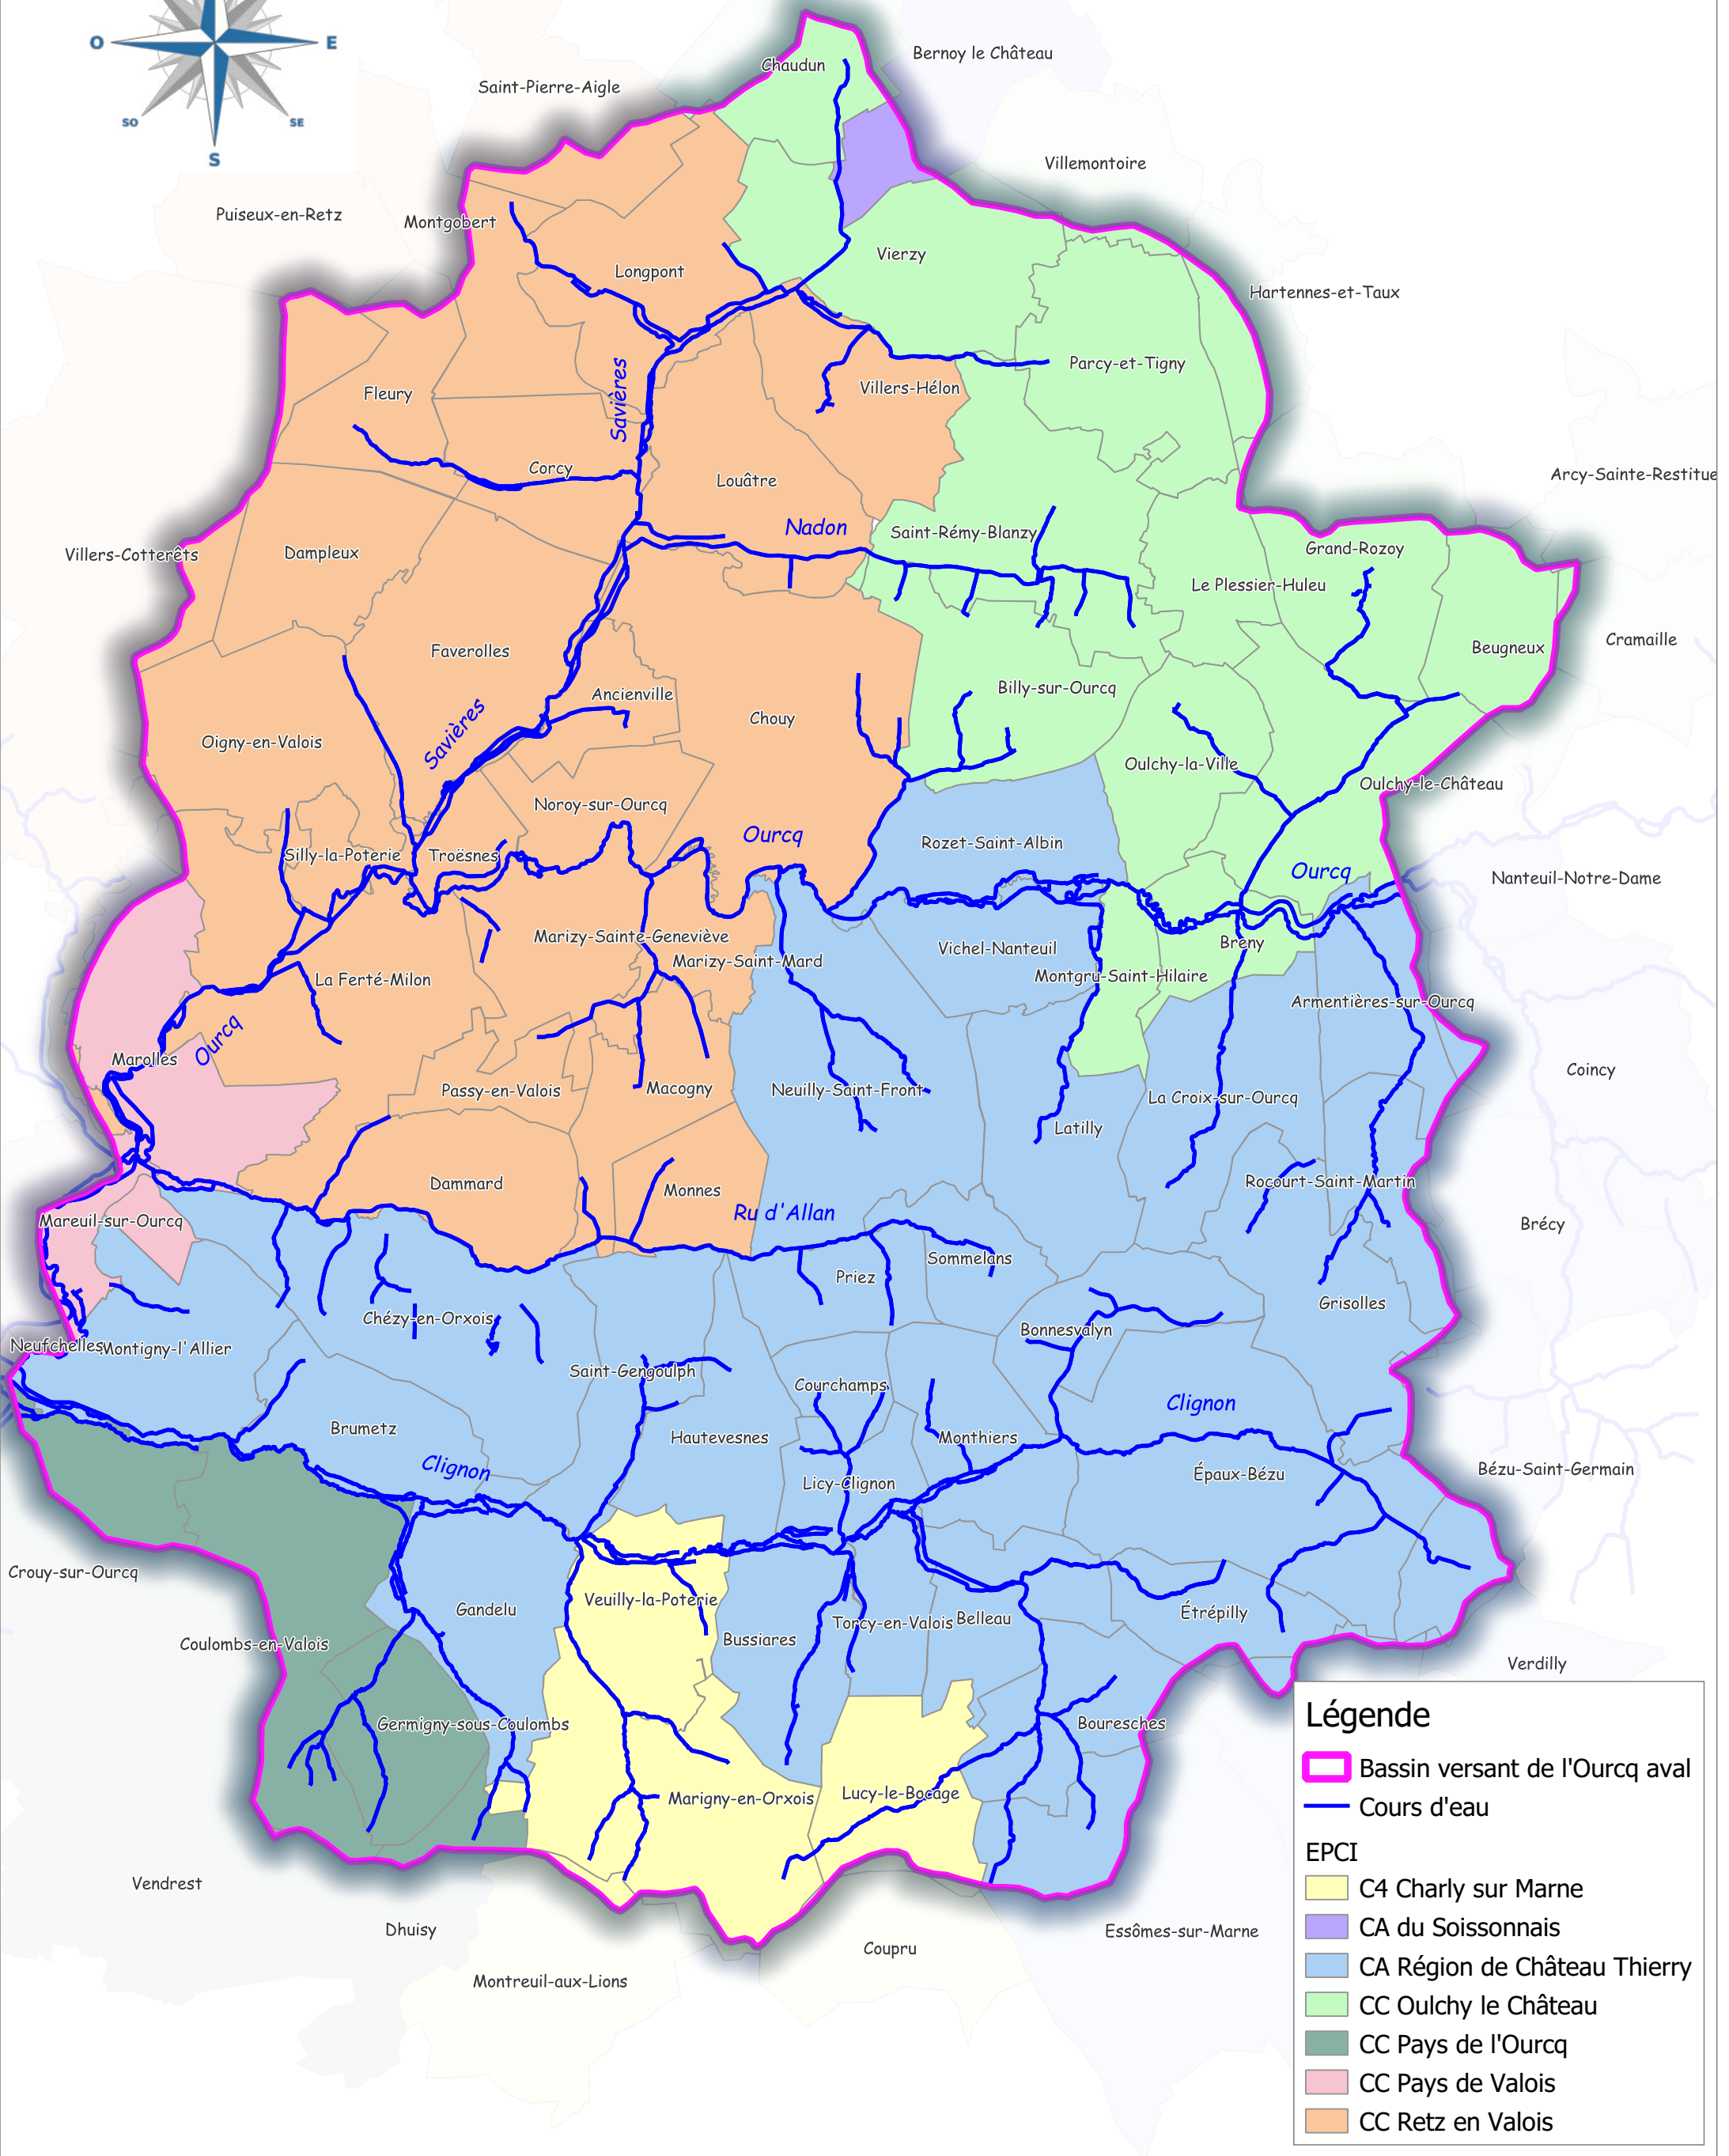 O
E
SO
SE
S
Chaudun
Bernoy le Château
Saint-Pierre-Aigle
Villemontoire
Puiseux-en-Retz
Montgobert
Vierzy
Longpont
Hartennes-et-Taux
Parcy-et-Tigny
Fleury
Savières
Villers-Hélon
Corcy
Louâtre
Arcy-Sainte-Restitue
Nadon
Saint-Rémy-Blanzy
Grand-Rozoy
Villers-Cotterêts
Dampleux
Le Plessier-Huleu
Faverolles
Cramaille
Beugneux
Ancienville
Billy-sur-Ourcq
Chouy
Savières
Oigny-en-Valois
Oulchy-la-Ville
Oulchy-le-Château
Noroy-sur-Ourcq
Ourcq
Rozet-Saint-Albin
Silly-la-Poterie
Troësnes
Ourcq
Nanteuil-Notre-Dame
Marizy-Sainte-Geneviève
Vichel-Nanteuil
Breny
Marizy-Saint-Mard
La Ferté-Milon
Montgru-Saint-Hilaire
Armentières-sur-Ourcq
Ourcq
Marolles
Coincy
Passy-en-Valois
Macogny
Neuilly-Saint-Front
La Croix-sur-Ourcq
Latilly
Dammard
Monnes
Rocourt-Saint-Martin
Ru d'Allan
Mareuil-sur-Ourcq
Brécy
Sommelans
Priez
Grisolles
Chézy-en-Orxois
Bonnesvalyn
Neufchelles
Montigny-l'Allier
Saint-Gengoulph
Courchamps
Clignon
Brumetz
Hautevesnes
Monthiers
Clignon
Licy-Clignon
Épaux-Bézu
Bézu-Saint-Germain
Crouy-sur-Ourcq
Gandelu
Veuilly-la-Poterie
Étrépilly
Torcy-en-Valois
Belleau
Coulombs-en-Valois
Bussiares
Verdilly
Germigny-sous-Coulombs
Bouresches
Marigny-en-Orxois
Lucy-le-Bocage
Vendrest
Dhuisy
Essômes-sur-Marne
Coupru
Montreuil-aux-Lions
Légende
Bassin versant de l'Ourcq aval
Cours d'eau
EPCI
C4 Charly sur Marne
CA du Soissonnais
CA Région de Château Thierry
CC Oulchy le Château
CC Pays de l'Ourcq
CC Pays de Valois
CC Retz en Valois